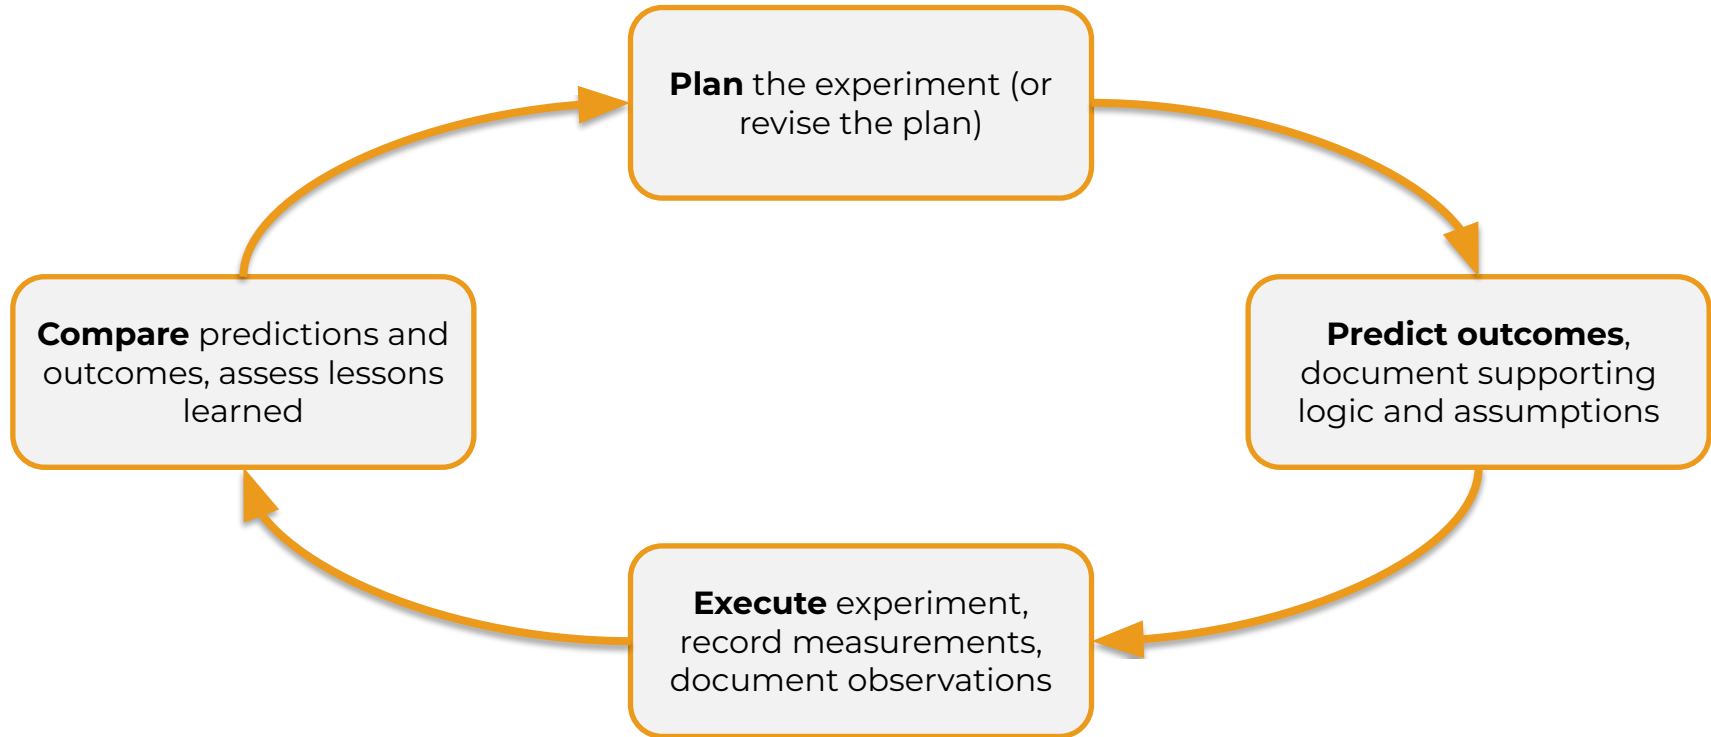 Plan the experiment (or
revise the plan)
Predict outcomes,
document supporting
logic and assumptions
Execute experiment,
record measurements,
document observations
Compare predictions and
outcomes, assess lessons
learned